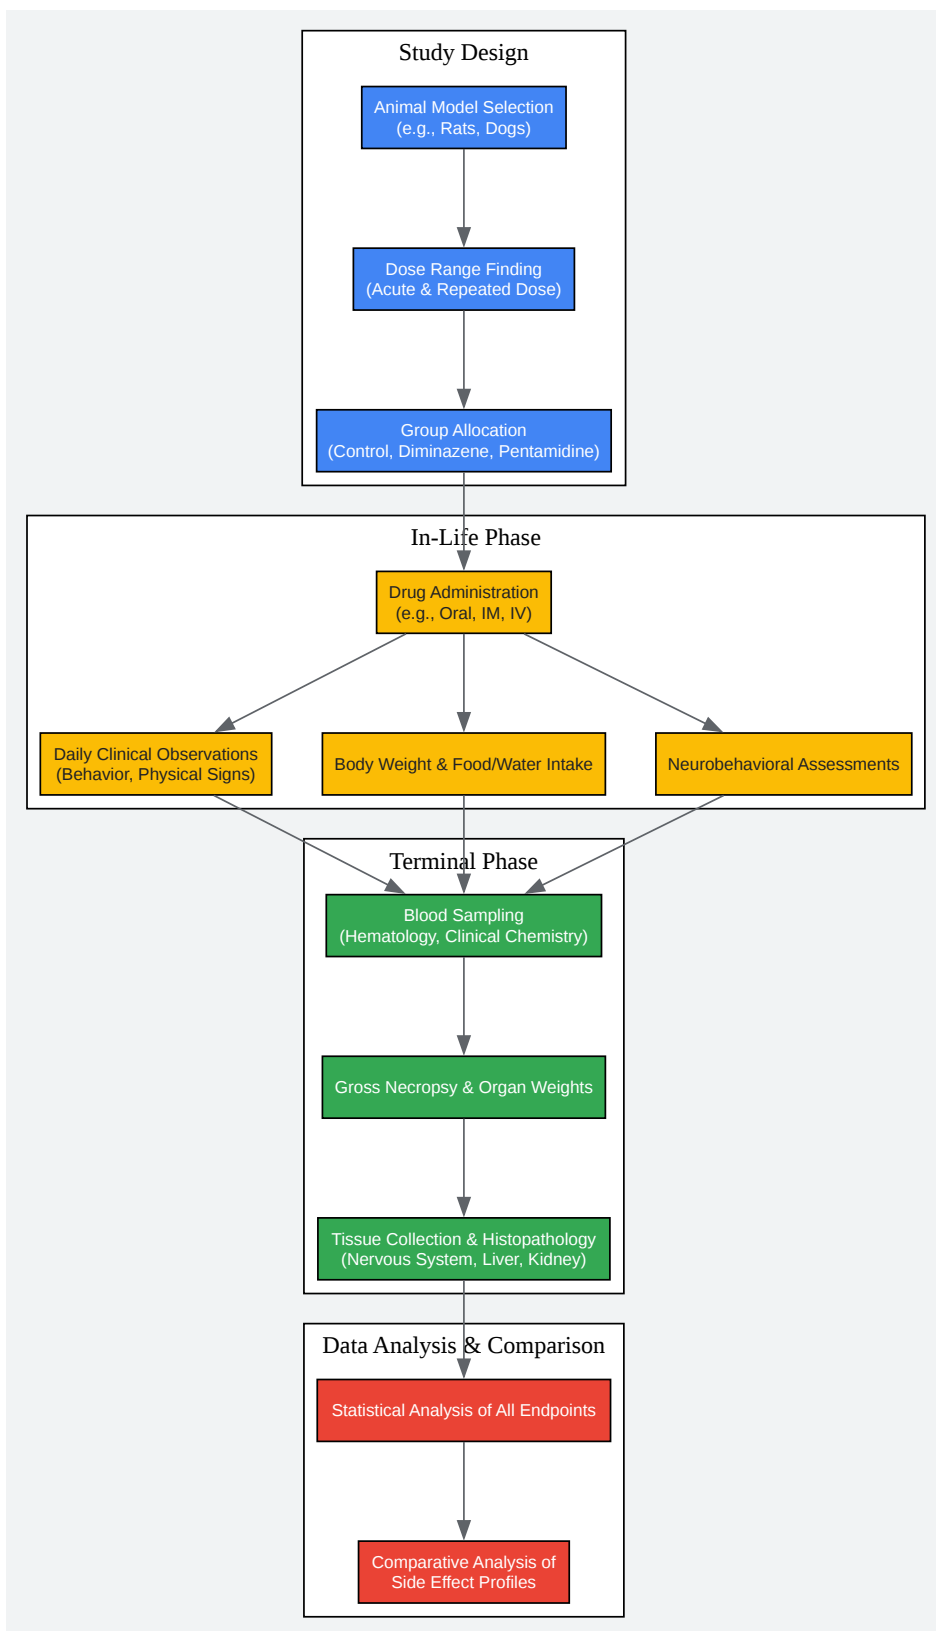 Study Design
Animal Model Selection
(e.g., Rats, Dogs)
Dose Range Finding
(Acute & Repeated Dose)
Group Allocation
(Control, Diminazene, Pentamidine)
In-Life Phase
Drug Administration
(e.g., Oral, IM, IV)
Daily Clinical Observations
(Behavior, Physical Signs)
Body Weight & Food/Water Intake
Neurobehavioral Assessments
Terminal Phase
Blood Sampling
(Hematology, Clinical Chemistry)
Gross Necropsy & Organ Weights
Tissue Collection & Histopathology
(Nervous System, Liver, Kidney)
Data Analysis & Comparison
Statistical Analysis of All Endpoints
Comparative Analysis of
Side Effect Profiles